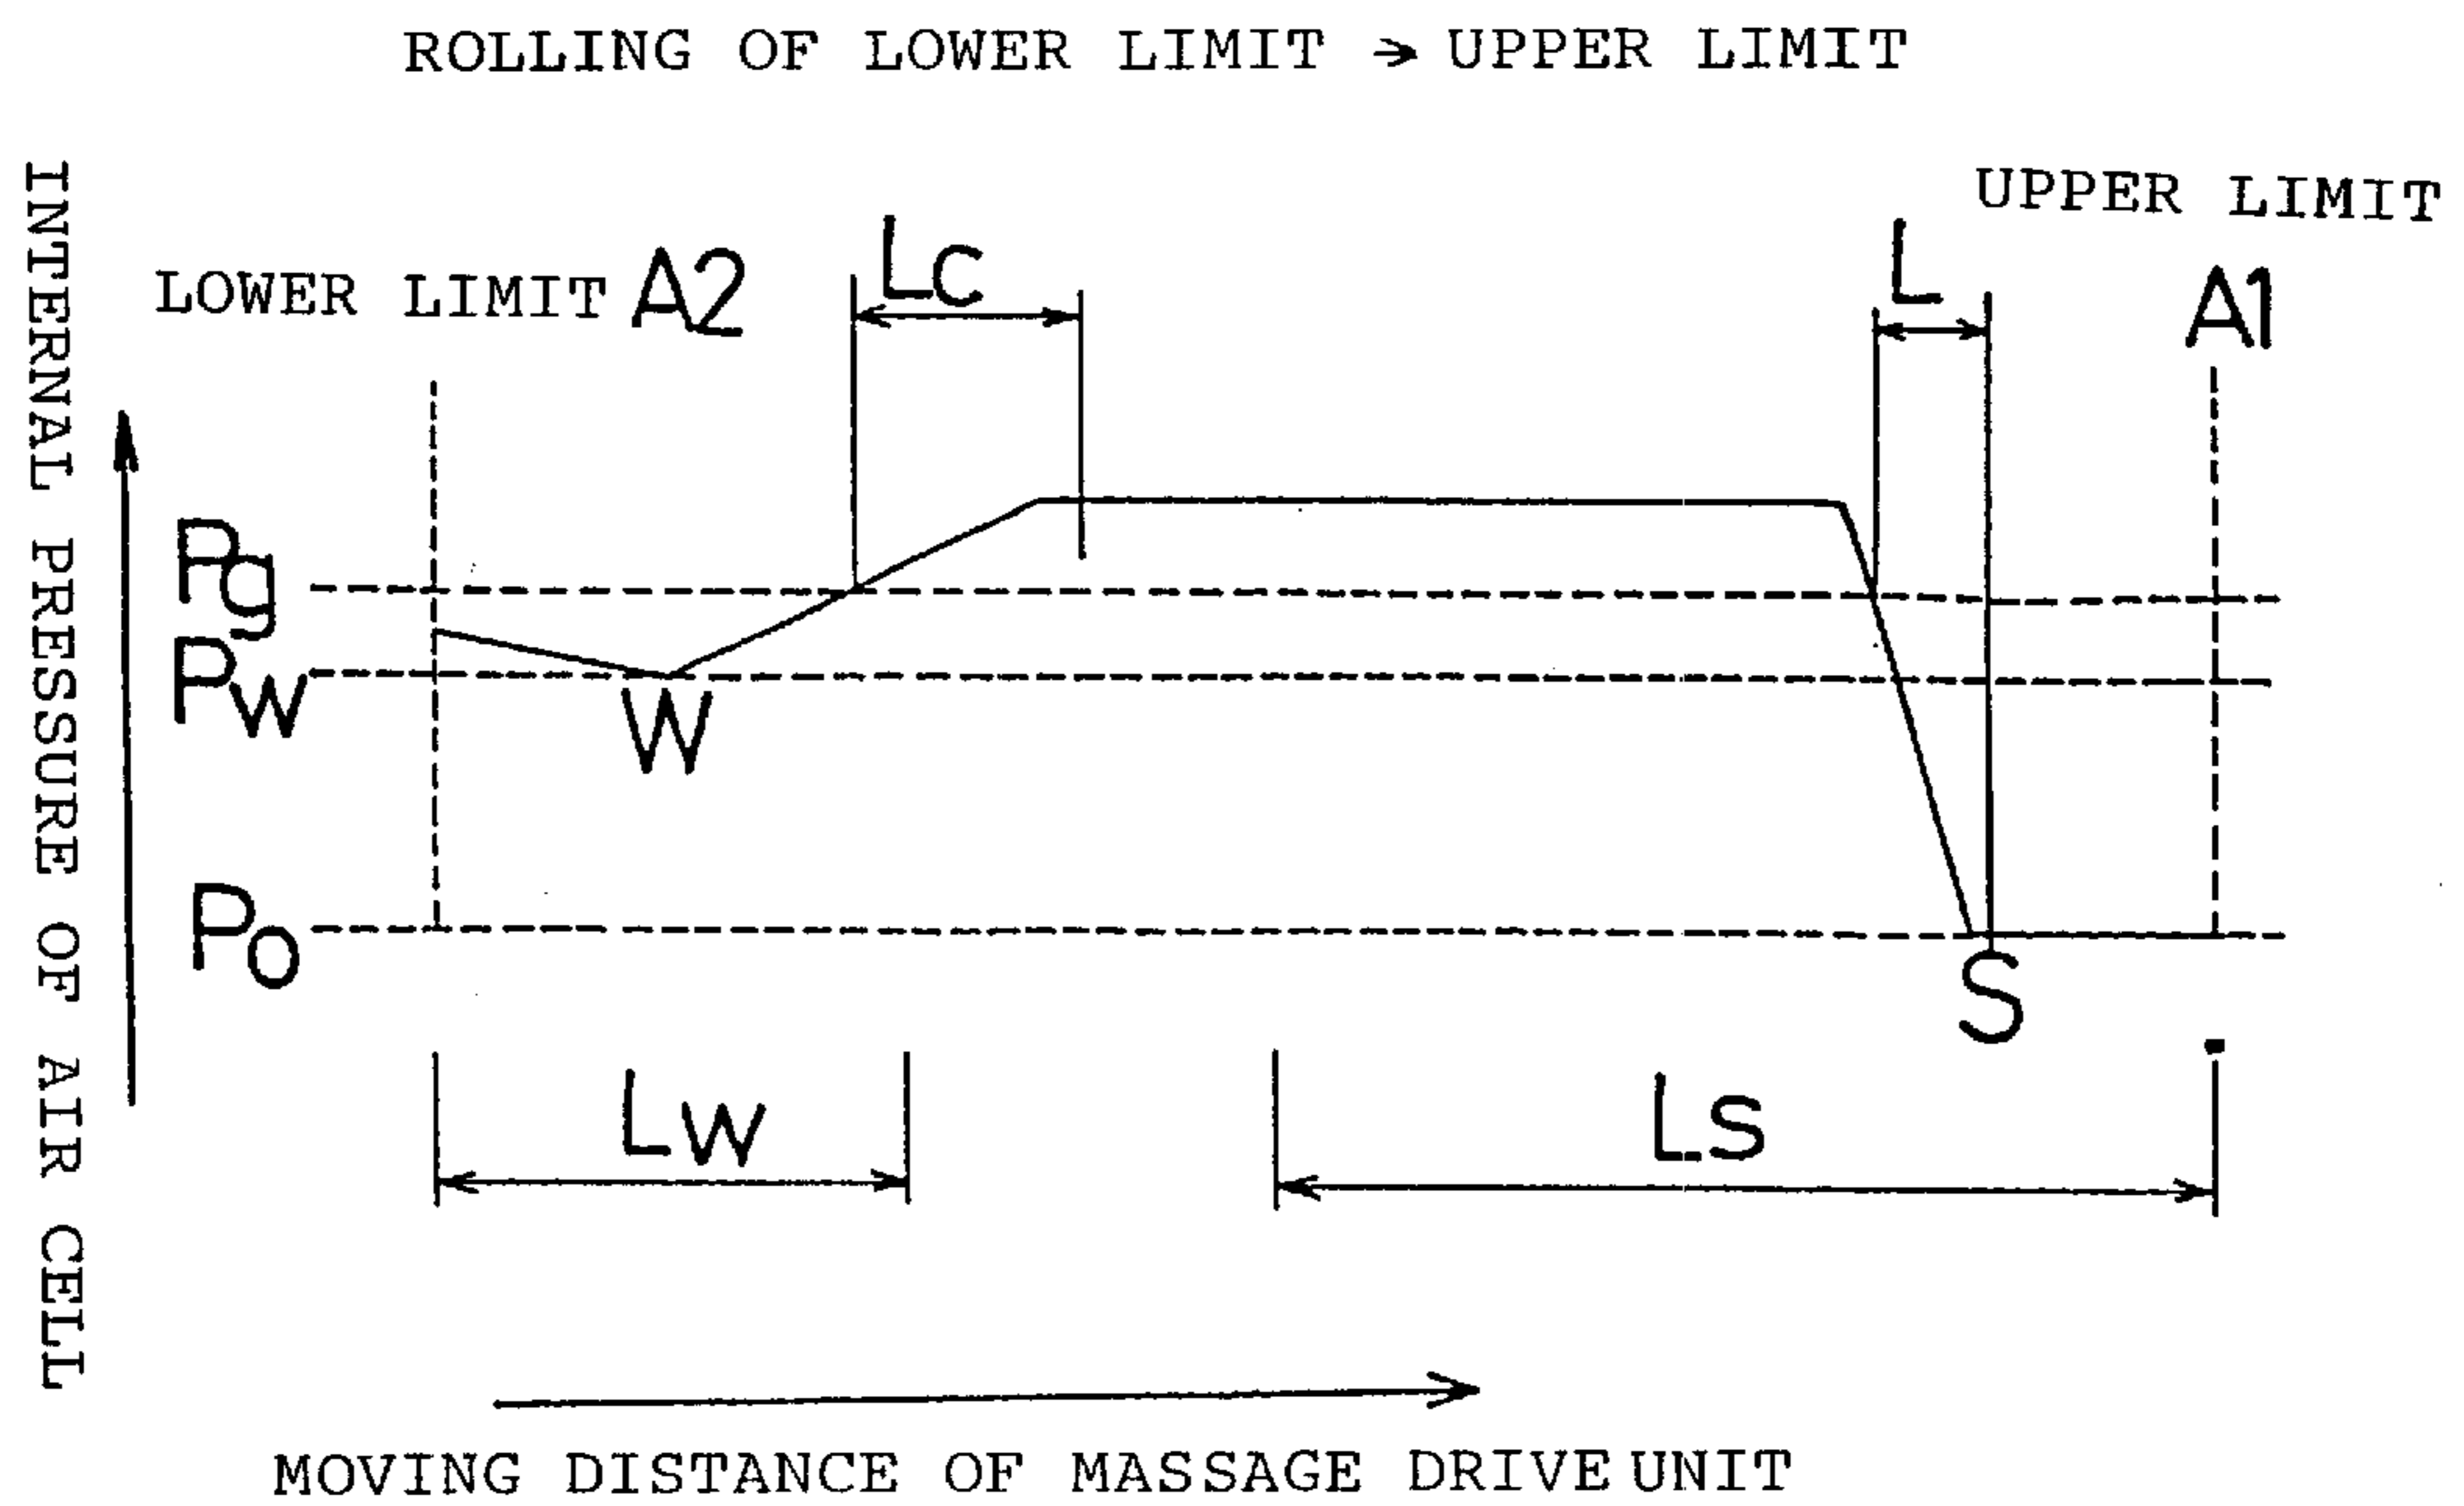 ROLLING OF LOWER LIMIT → UPPER LIMIT
UPPER LIMIT
LOWER LIMIT A2
Lc
L
A1
INTERNAL PRESSURE OF AIR CELL
Pg
Pw
W
Po
S
Lw
Ls
MOVING DISTANCE OF MASSAGE DRIVE UNIT